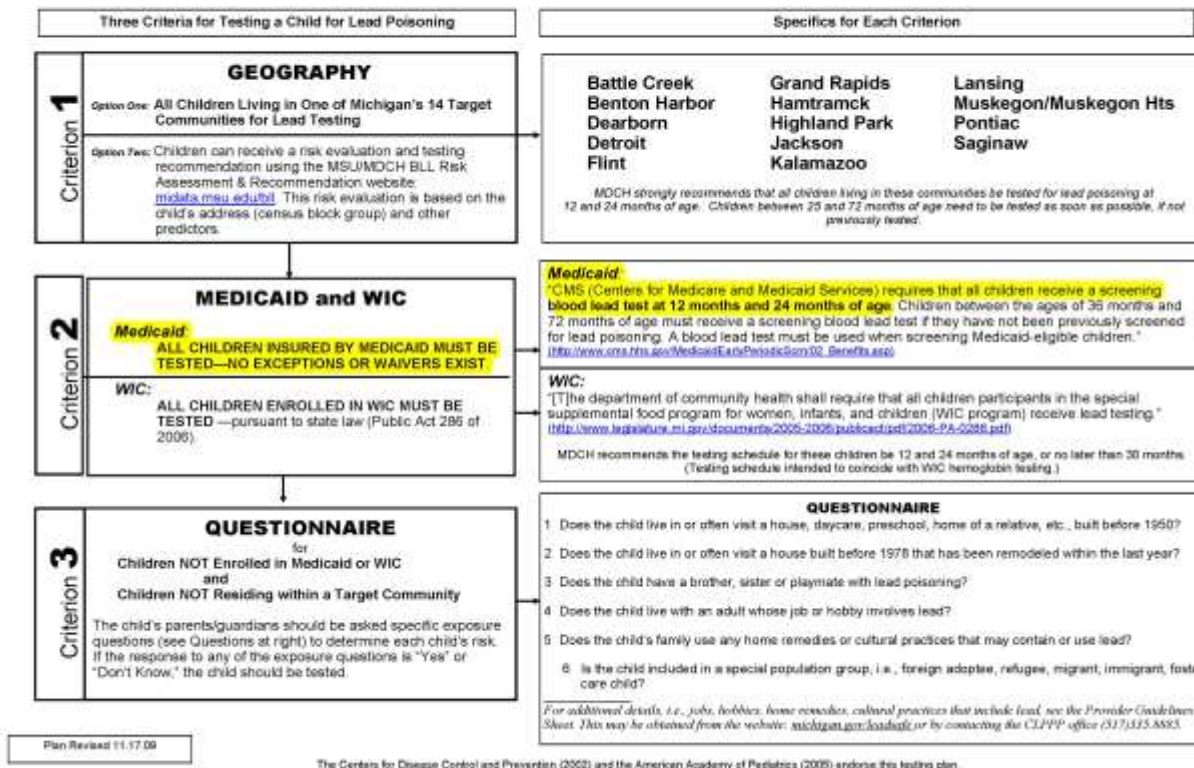 Three Criteria for Testing a Child for Lead Poisoning
Specifics for Each Criterion
Criterion 1
GEOGRAPHY
Option One: All Children Living in One of Michigan's 14 Target
Communities for Lead Testing
Option Two: Children can receive a risk evaluation and testing
recommendation using the MSU/MDCH BLL Risk
Assessment & Recommendation website:
midata.msu.edu/bll. This risk evaluation is based on the
child's address (census block group) and other
predictors.
Battle Creek
Benton Harbor
Dearborn
Detroit
Flint
Grand Rapids
Hamtramck
Highland Park
Jackson
Kalamazoo
Lansing
Muskegon/Muskegon Hts
Pontiac
Saginaw
MDCH strongly recommends that all children living in these communities be tested for lead poisoning at
12 and 24 months of age. Children between 25 and 72 months of age need to be tested as soon as possible, if not
previously tested.
Criterion 2
MEDICAID and WIC
Medicaid:
ALL CHILDREN INSURED BY MEDICAID MUST BE
TESTED—NO EXCEPTIONS OR WAIVERS EXIST.
WIC:
ALL CHILDREN ENROLLED IN WIC MUST BE
TESTED —pursuant to state law (Public Act 286 of
2006).
Medicaid:
"CMS (Centers for Medicare and Medicaid Services) requires that all children receive a screening
blood lead test at 12 months and 24 months of age. Children between the ages of 36 months and
72 months of age must receive a screening blood lead test if they have not been previously screened
for lead poisoning. A blood lead test must be used when screening Medicaid-eligible children."
(http://www.cms.hhs.gov/MedicaidEarlyPeriodicScrn/02_Benefits.asp)
WIC:
"[T]he department of community health shall require that all children participants in the special
supplemental food program for women, infants, and children (WIC program) receive lead testing."
(http://www.legislature.mi.gov/documents/2005-2006/publicact/pdf/2006-PA-0286.pdf)
MDCH recommends the testing schedule for these children be 12 and 24 months of age, or no later than 30 months
(Testing schedule intended to coincide with WIC hemoglobin testing.)
Criterion 3
QUESTIONNAIRE
for
Children NOT Enrolled in Medicaid or WIC
and
Children NOT Residing within a Target Community
The child's parents/guardians should be asked specific exposure
questions (see Questions at right) to determine each child's risk.
If the response to any of the exposure questions is "Yes" or
"Don't Know," the child should be tested.
QUESTIONNAIRE
1 Does the child live in or often visit a house, daycare, preschool, home of a relative, etc., built before 1950?
2 Does the child live in or often visit a house built before 1978 that has been remodeled within the last year?
3 Does the child have a brother, sister or playmate with lead poisoning?
4 Does the child live with an adult whose job or hobby involves lead?
5 Does the child's family use any home remedies or cultural practices that may contain or use lead?
6 Is the child included in a special population group, i.e., foreign adoptee, refugee, migrant, immigrant, foste
care child?
For additional details, i.e., jobs, hobbies, home remedies, cultural practices that include lead, see the Provider Guidelines
Sheet. This may be obtained from the website: michigan.gov/leadsafe or by contacting the CLPPP office (517)335.8885.
Plan Revised 11.17.09
The Centers for Disease Control and Prevention (2002) and the American Academy of Pediatrics (2005) endorse this testing plan.